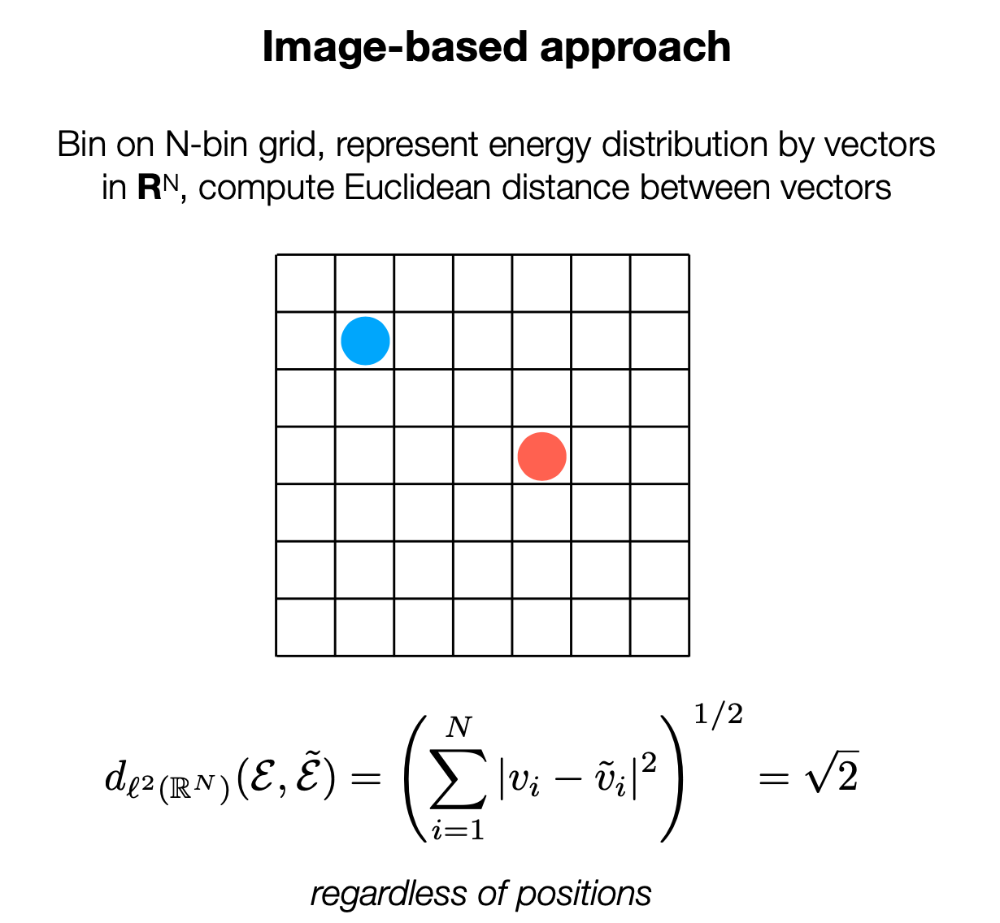 Image-based approach
Bin on N-bin grid, represent energy distribution by vectors
in Rᴺ, compute Euclidean distance between vectors
$d_{\ell^2(\mathbb{R}^N)}(\mathcal{E}, \tilde{\mathcal{E}}) = \left( \sum_{i=1}^{N} |v_i - \tilde{v}_i|^2 \right)^{1/2} = \sqrt{2}$
regardless of positions